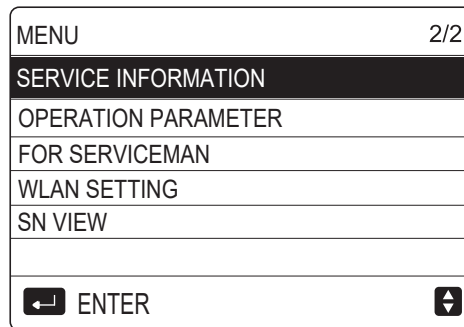 MENU 2/2
SERVICE INFORMATION
OPERATION PARAMETER
FOR SERVICEMAN
WLAN SETTING
SN VIEW
ENTER